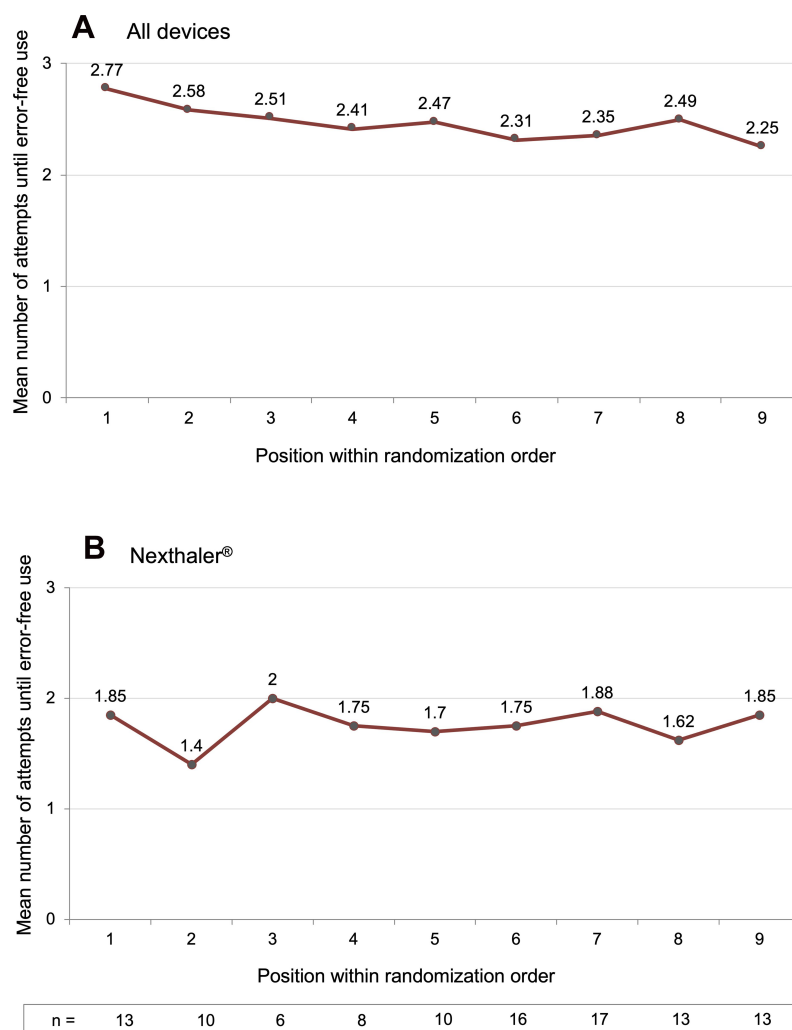 A All devices
Mean number of attempts until error-free use
3
2
1
0
2.77 2.58 2.51 2.41 2.47 2.31 2.35 2.49 2.25
1 2 3 4 5 6 7 8 9
Position within randomization order
B Nexthaler®
Mean number of attempts until error-free use
3
2
1
0
1.85 1.4 2 1.75 1.7 1.75 1.88 1.62 1.85
1 2 3 4 5 6 7 8 9
Position within randomization order
n = 13 10 6 8 10 16 17 13 13